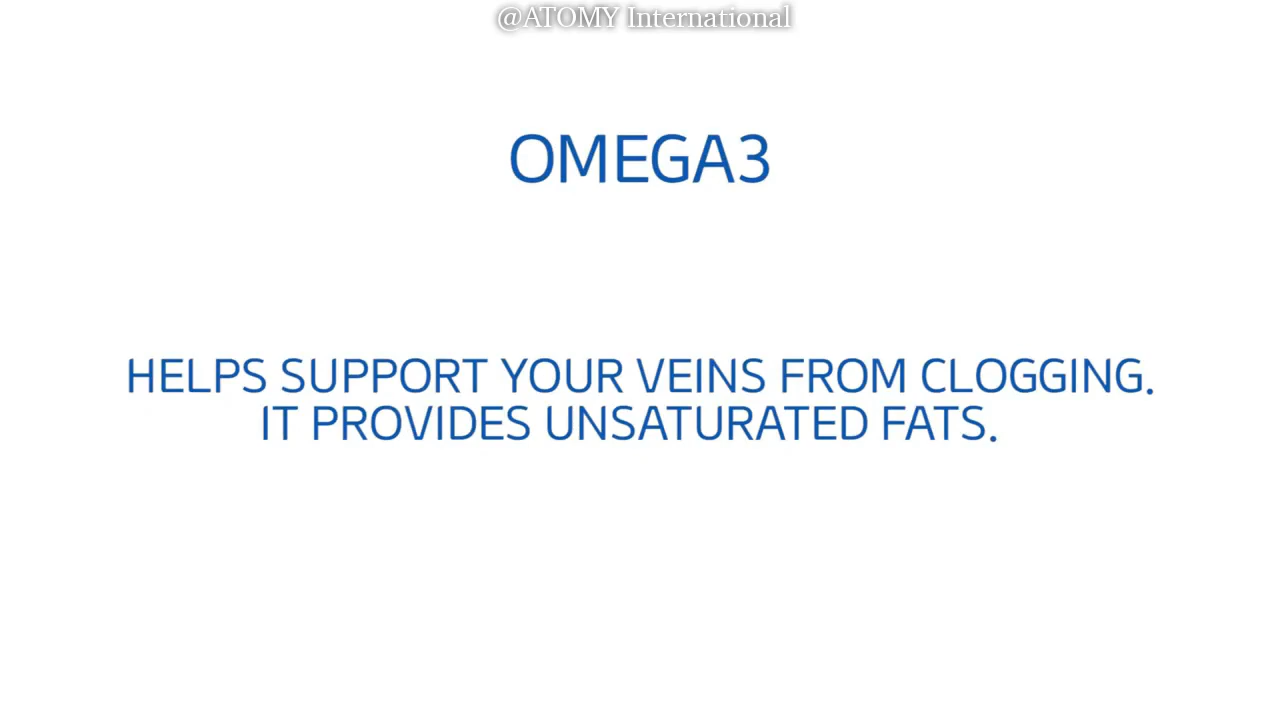 @ATOMY International
OMEGA3
HELPS SUPPORT YOUR VEINS FROM CLOGGING.
IT PROVIDES UNSATURATED FATS.